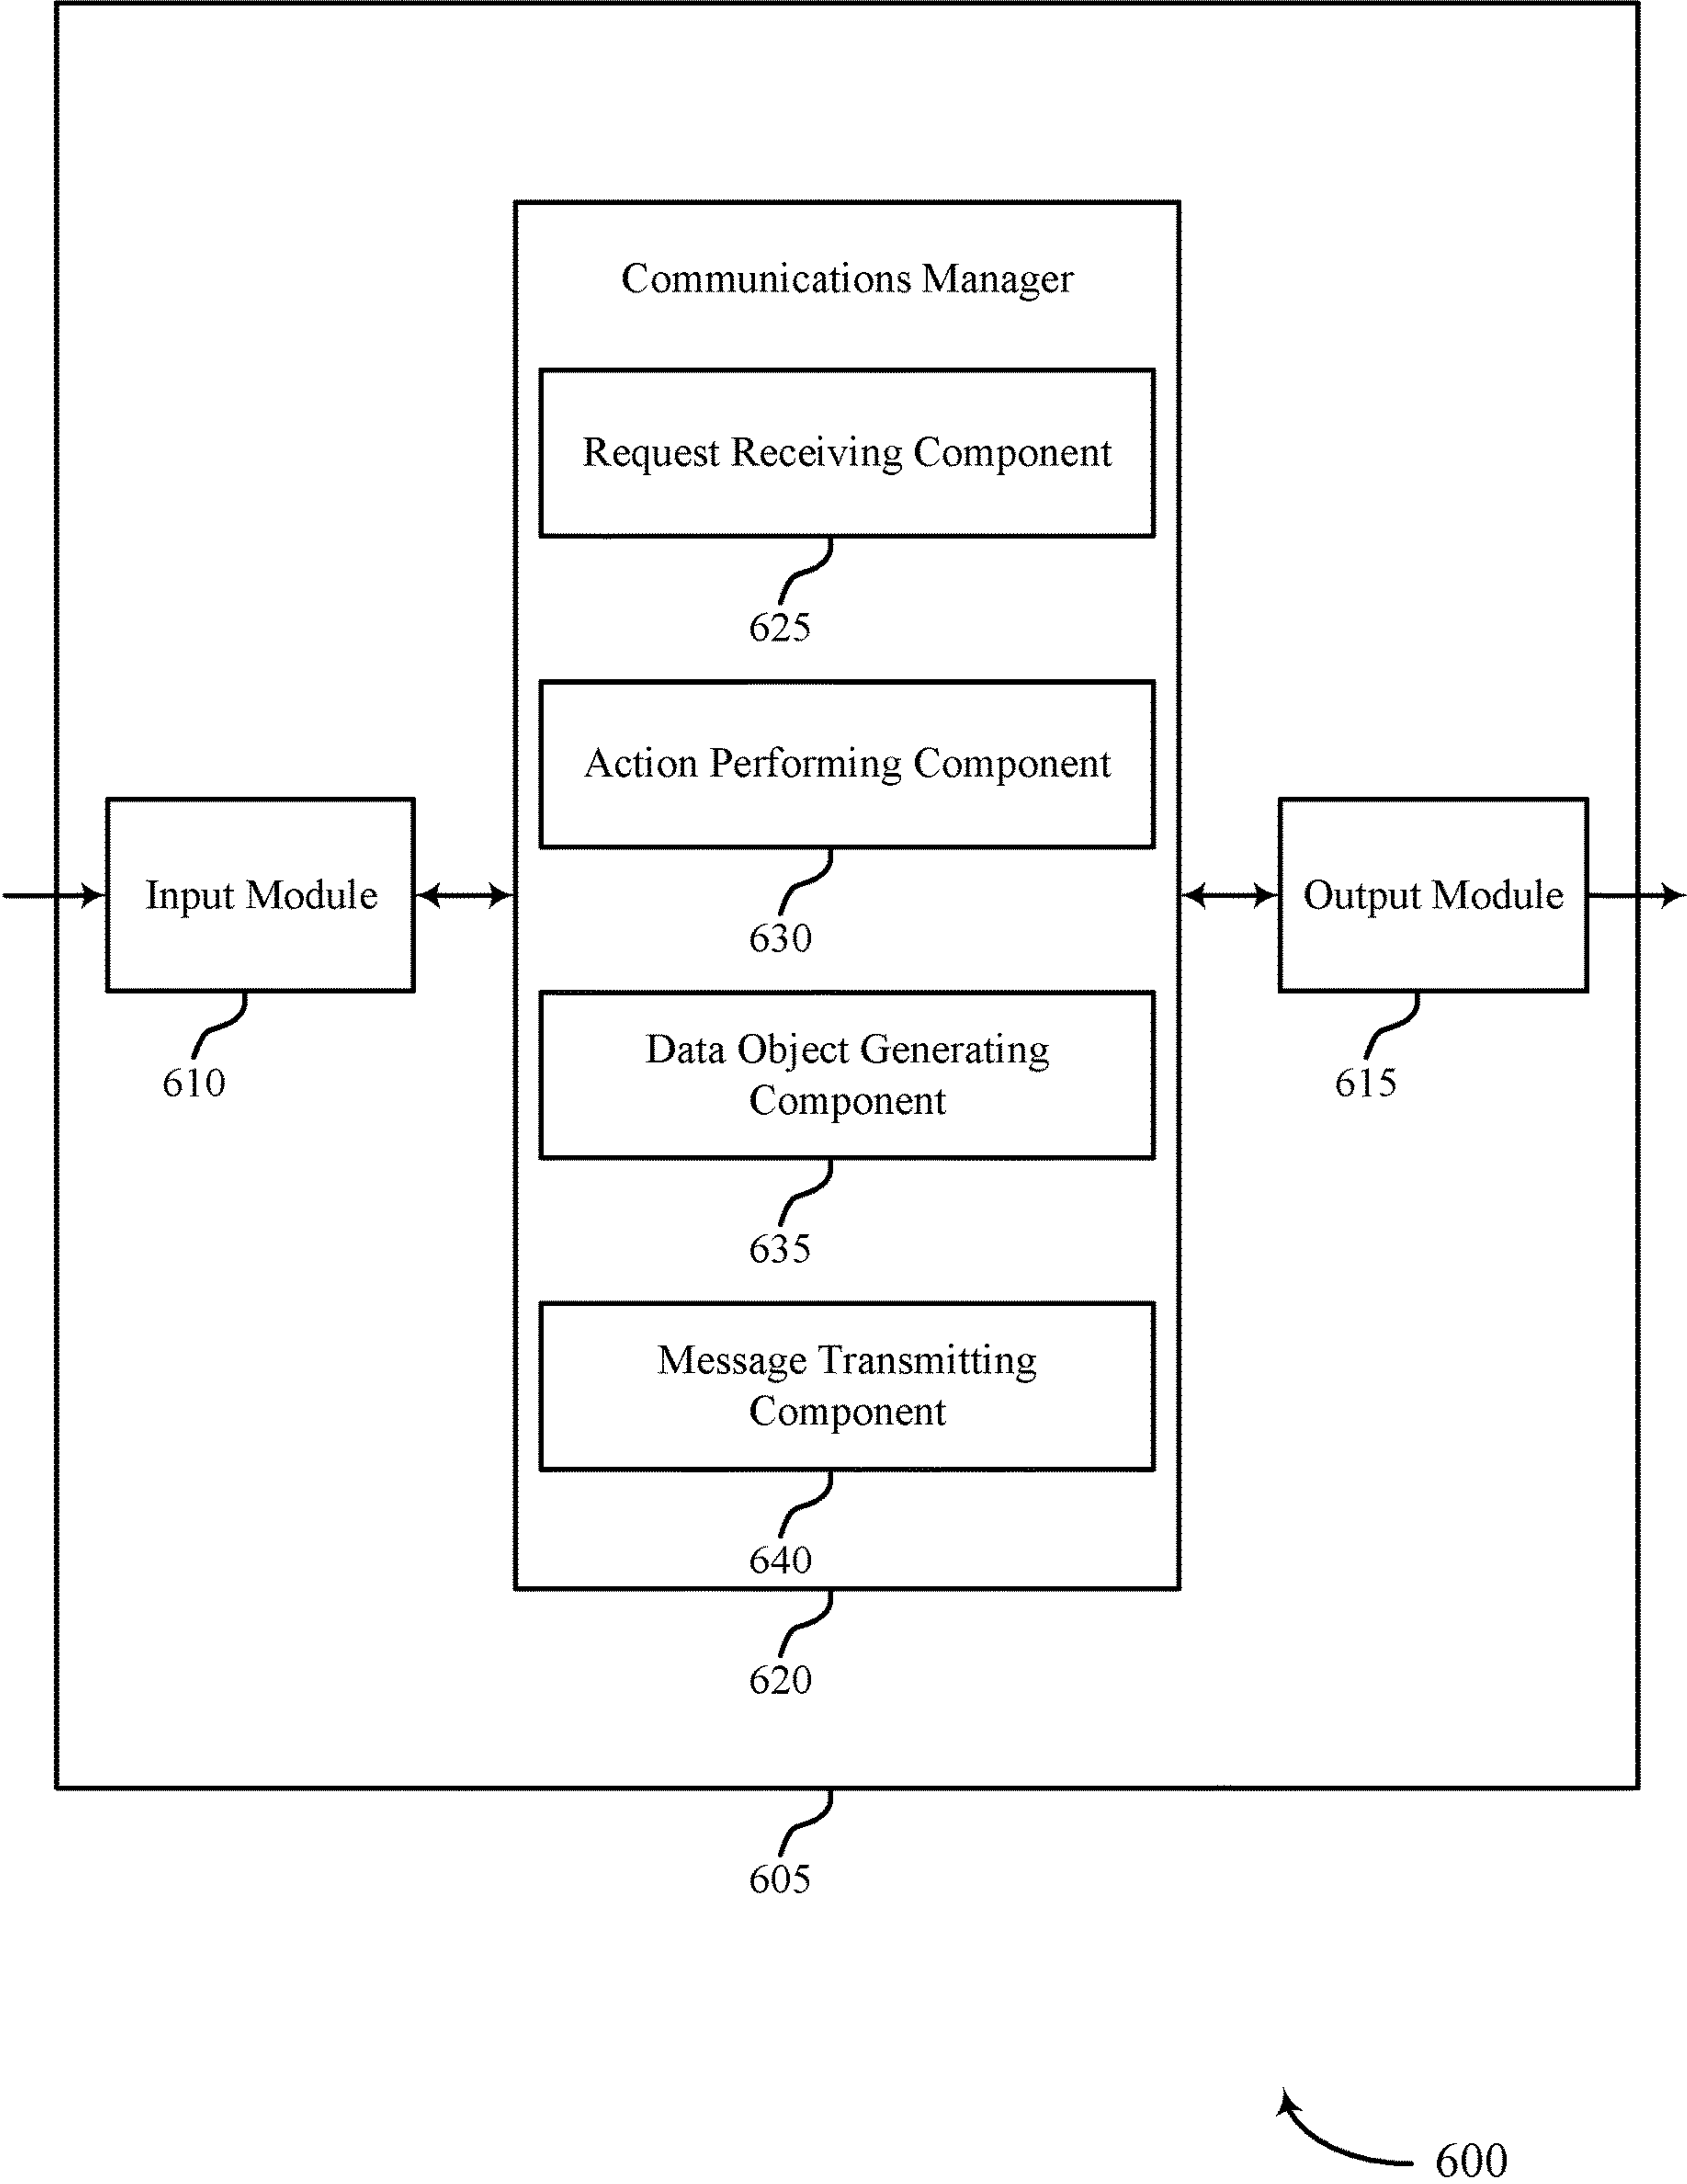 Communications Manager
Request Receiving Component
625
Action Performing Component
630
Input Module
610
Output Module
615
Data Object Generating
Component
635
Message Transmitting
Component
640
620
605
600